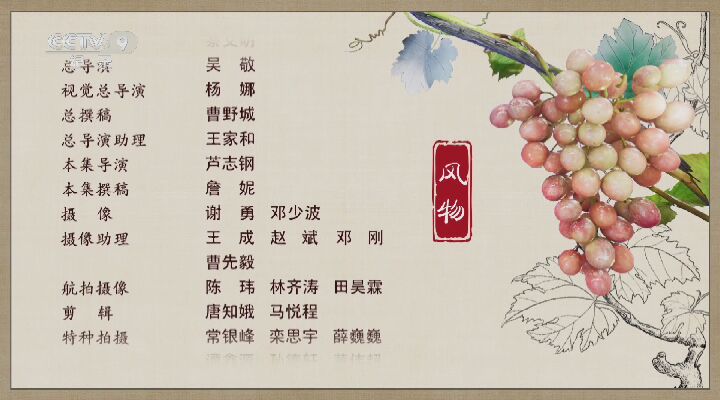 CCTV 9
总导演 吴 敬
视觉总导演 杨 娜
总撰稿 曹野城
总导演助理 王家和
本集导演 芦志钢
本集撰稿 詹 妮
摄 像 谢 勇 邓少波
摄像助理 王 成 赵 斌 邓 刚
曹先毅
航拍摄像 陈 玮 林齐涛 田昊霖
剪 辑 唐知娥 马悦程
特种拍摄 常银峰 栾思宇 薛巍巍
风物